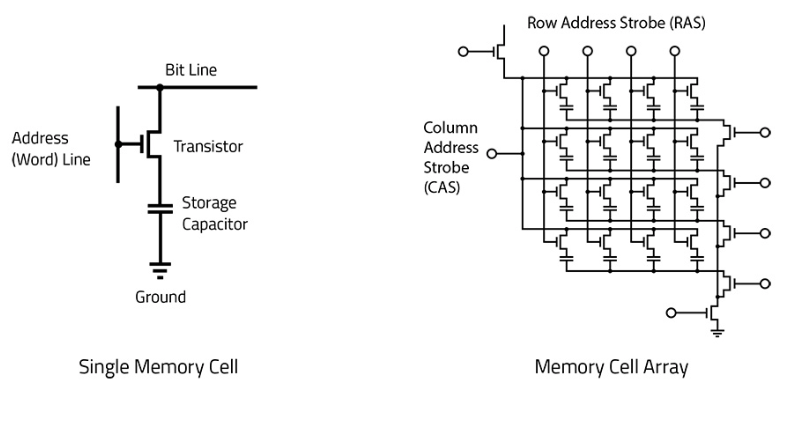 Bit Line
Address
(Word) Line
Transistor
Storage
Capacitor
Ground
Single Memory Cell
Row Address Strobe (RAS)
Column
Address
Strobe
(CAS)
Memory Cell Array